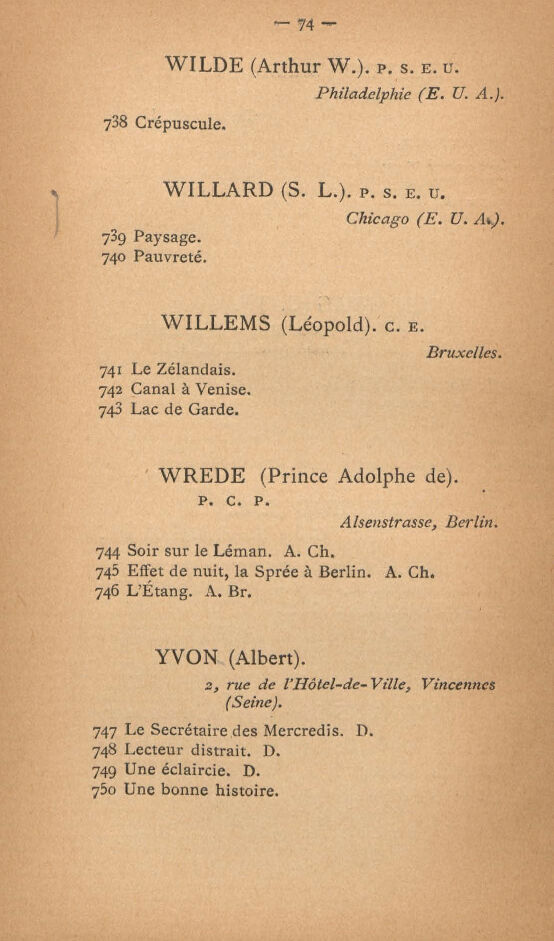 — 74 —
WILDE (Arthur W.). P. S. E. U.
Philadelphie (E. U. A.).
738 Crépuscule.
WILLARD (S. L.). P. S. E. U.
Chicago (E. U. A.).
739 Paysage.
740 Pauvreté.
WILLEMS (Léopold). C. E.
Bruxelles.
741 Le Zélandais.
742 Canal à Venise.
743 Lac de Garde.
WREDE (Prince Adolphe de).
P. C. P.
Alsenstrasse, Berlin.
744 Soir sur le Léman. A. Ch.
745 Effet de nuit, la Sprée à Berlin. A. Ch.
746 L'Étang. A. Br.
YVON (Albert).
2, rue de l'Hôtel-de-Ville, Vincennes
(Seine).
747 Le Secrétaire des Mercredis. D.
748 Lecteur distrait. D.
749 Une éclaircie. D.
750 Une bonne histoire.